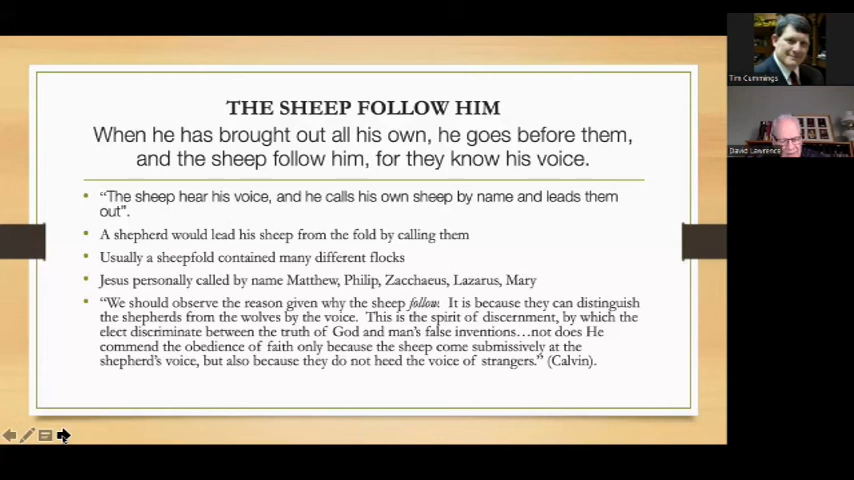 THE SHEEP FOLLOW HIM
When he has brought out all his own, he goes before them,
and the sheep follow him, for they know his voice.
• “The sheep hear his voice, and he calls his own sheep by name and leads them
out”.
• A shepherd would lead his sheep from the fold by calling them
• Usually a sheepfold contained many different flocks
• Jesus personally called by name Matthew, Philip, Zacchaeus, Lazarus, Mary
• “We should observe the reason given why the sheep follow. It is because they can distinguish
the shepherds from the wolves by the voice. This is the spirit of discernment, by which the
elect discriminate between the truth of God and man’s false inventions…not does He
commend the obedience of faith only because the sheep come submissively at the
shepherd’s voice, but also because they do not heed the voice of strangers.” (Calvin).
Tim Cummings
David Lawrence